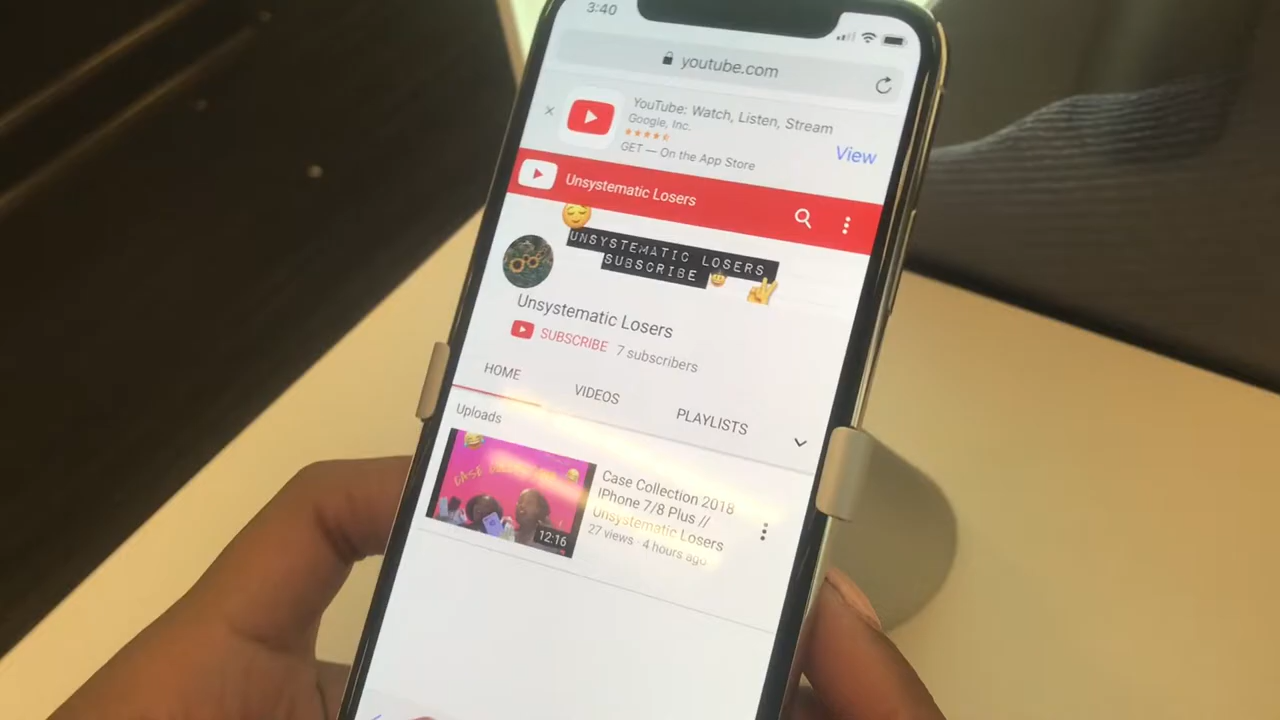 3:40
youtube.com
YouTube: Watch, Listen, Stream
Google, Inc.
GET — On the App Store
View
Unsystematic Losers
UNSYSTEMATIC LOSERS
SUBSCRIBE
Unsystematic Losers
SUBSCRIBE 7 subscribers
HOME
VIDEOS
PLAYLISTS
Uploads
CASE
12:16
Case Collection 2018
IPhone 7/8 Plus //
Unsystematic Losers
27 views · 4 hours ago